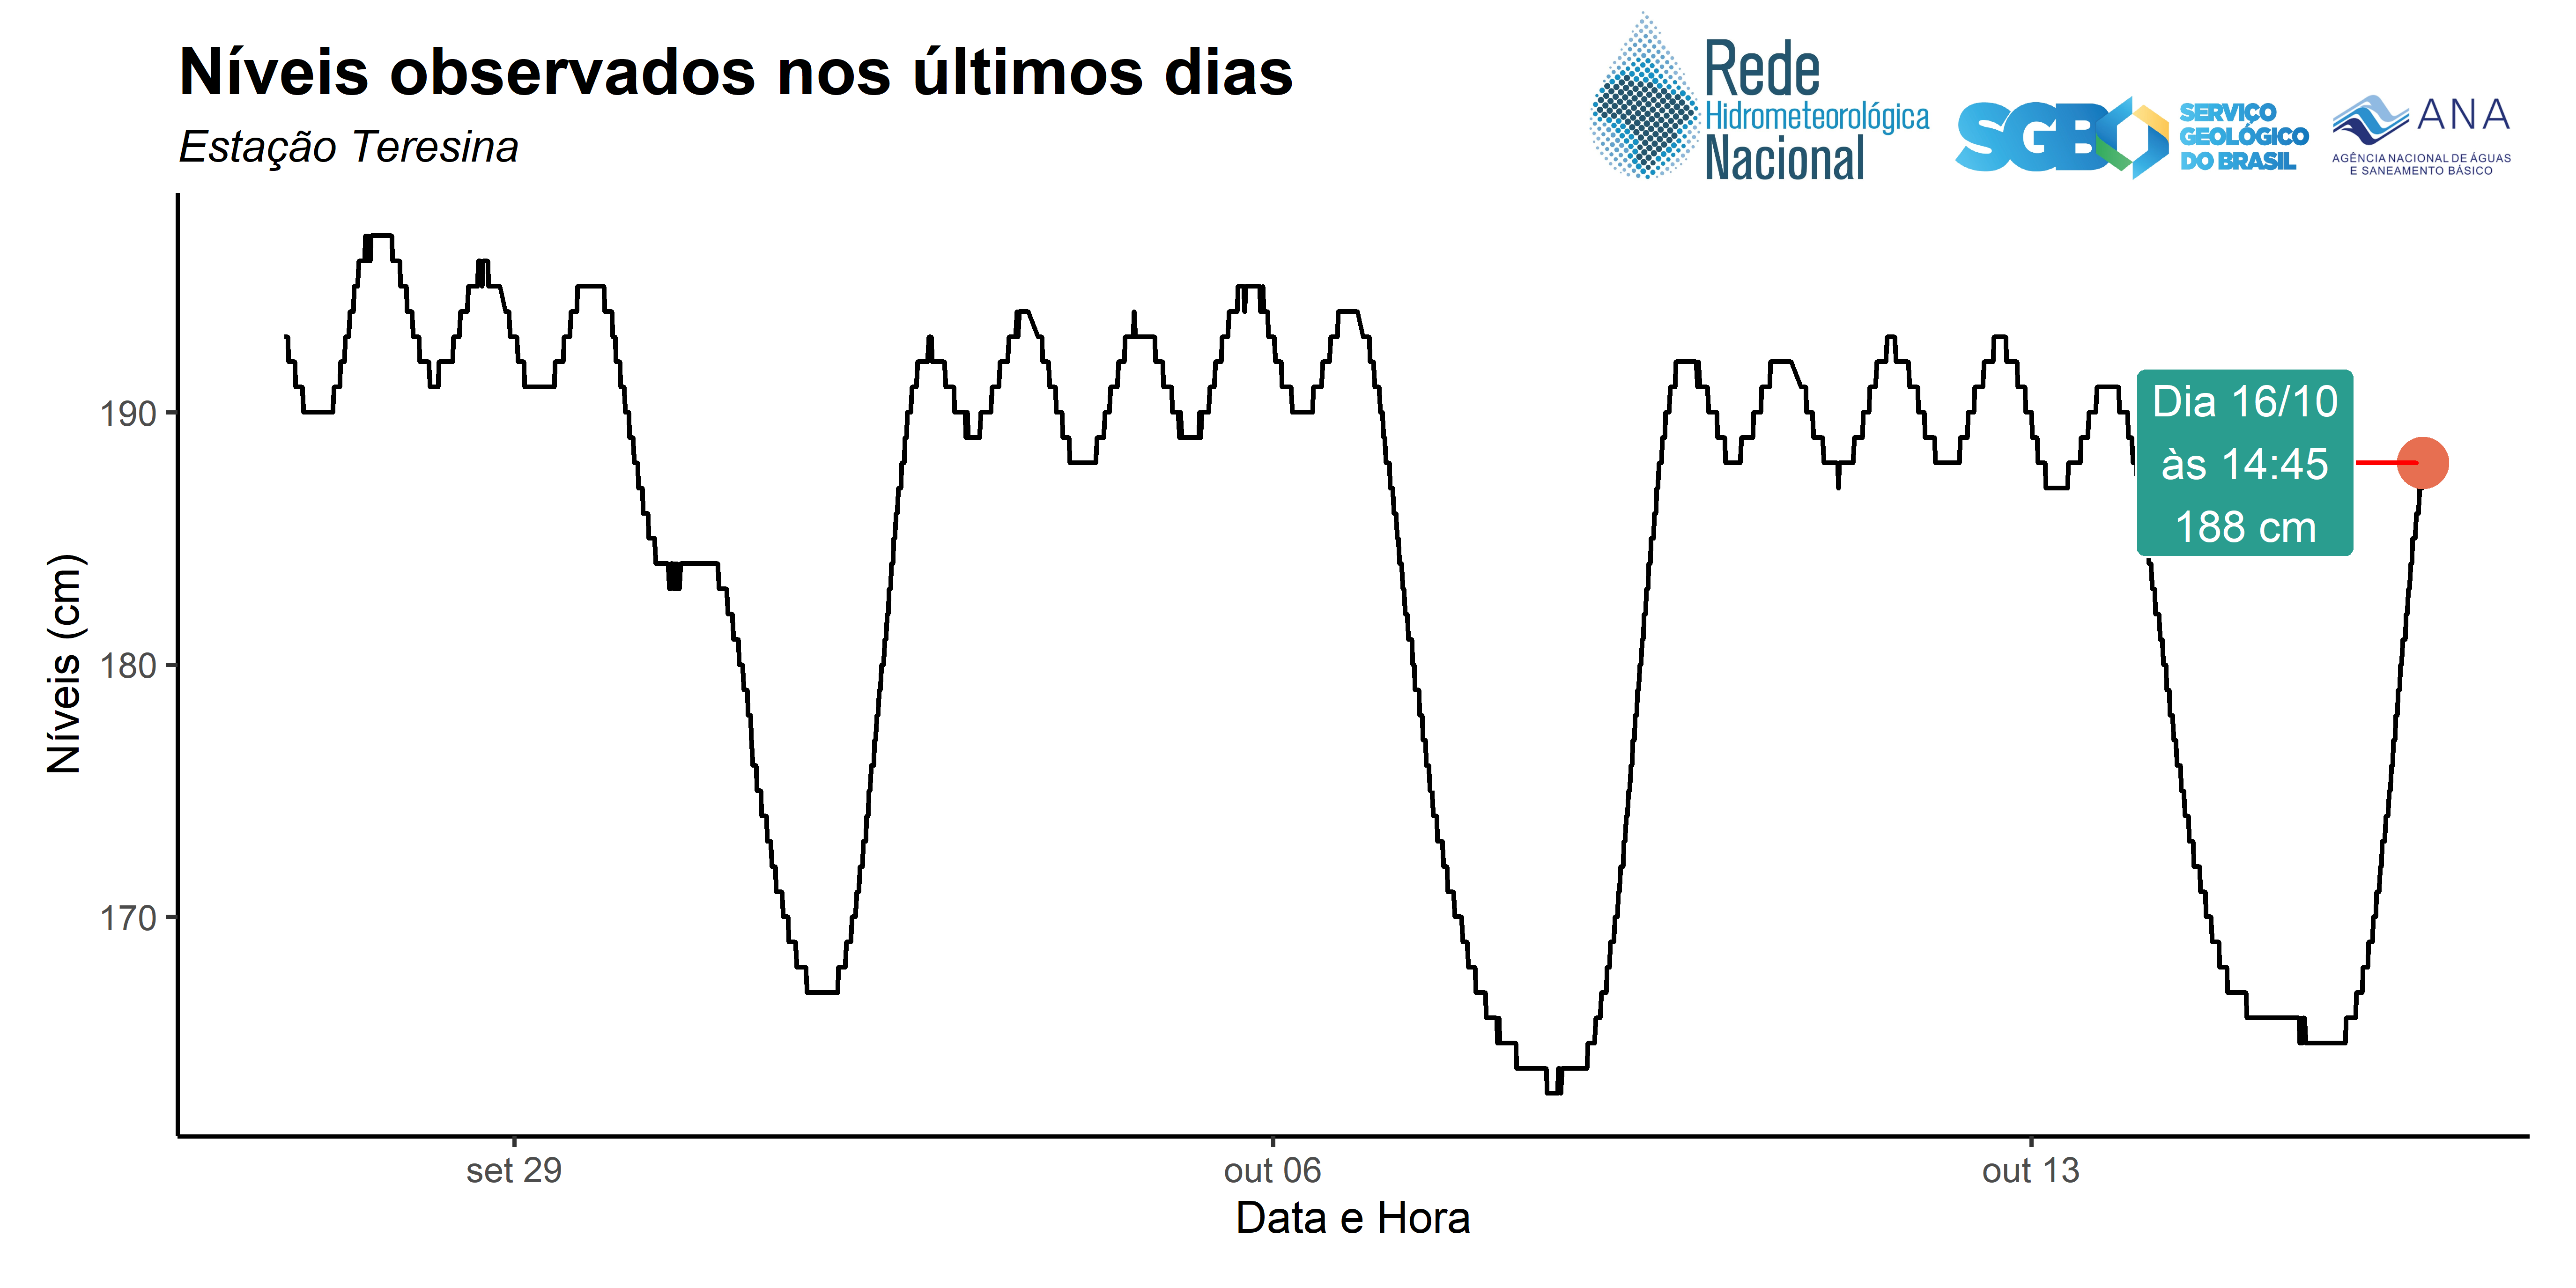 Níveis observados nos últimos dias
Estação Teresina
Rede
Hidrometeorológica
Nacional
SGB
SERVIÇO
GEOLÓGICO
DO BRASIL
ANA
AGÊNCIA NACIONAL DE ÁGUAS
E SANEAMENTO BÁSICO
Níveis (cm)
190
180
170
Dia 16/10
às 14:45
188 cm
set 29
out 06
out 13
Data e Hora